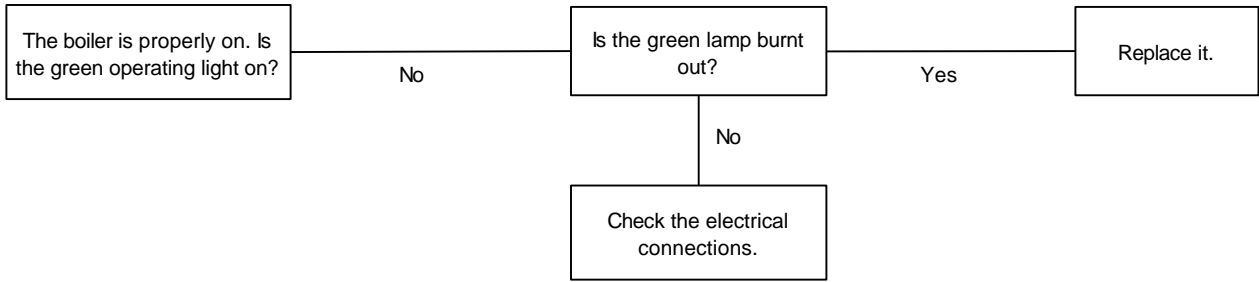 The boiler is properly on. Is
the green operating light on?
No
Is the green lamp burnt
out?
Yes
Replace it.
No
Check the electrical
connections.